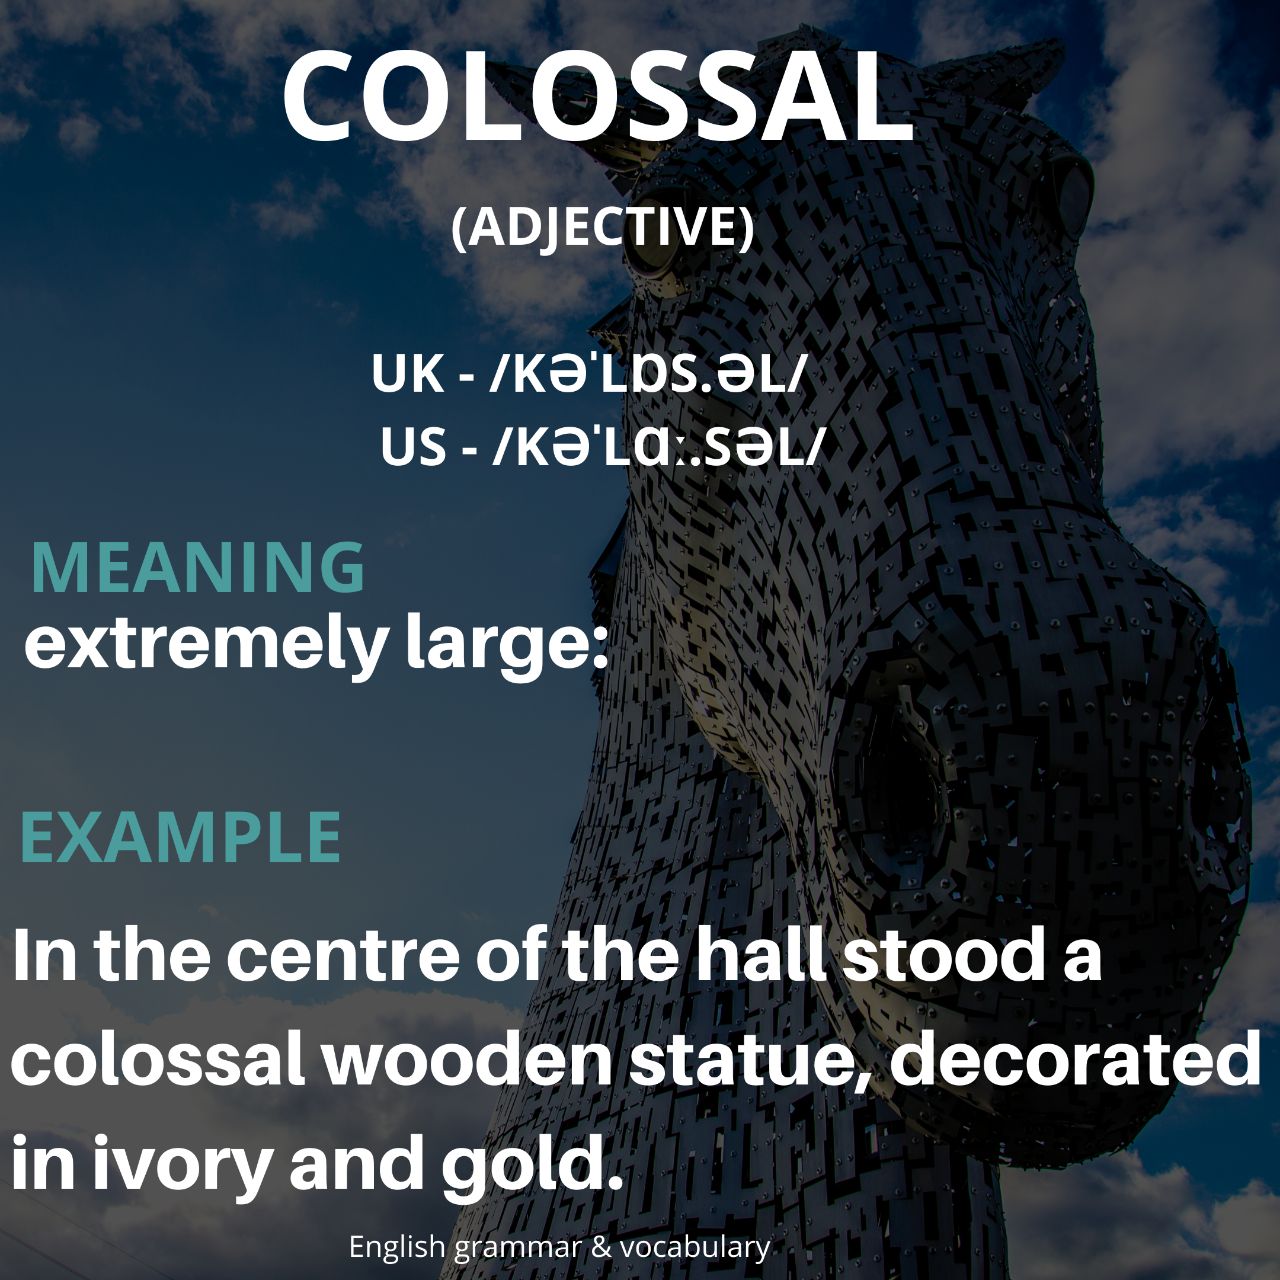 COLOSSAL
(ADJECTIVE)
UK - /KƏˈLɒS.ƏL/
US - /KƏˈLɑː.SƏL/
MEANING
extremely large:
EXAMPLE
In the centre of the hall stood a
colossal wooden statue, decorated
in ivory and gold.
English grammar & vocabulary